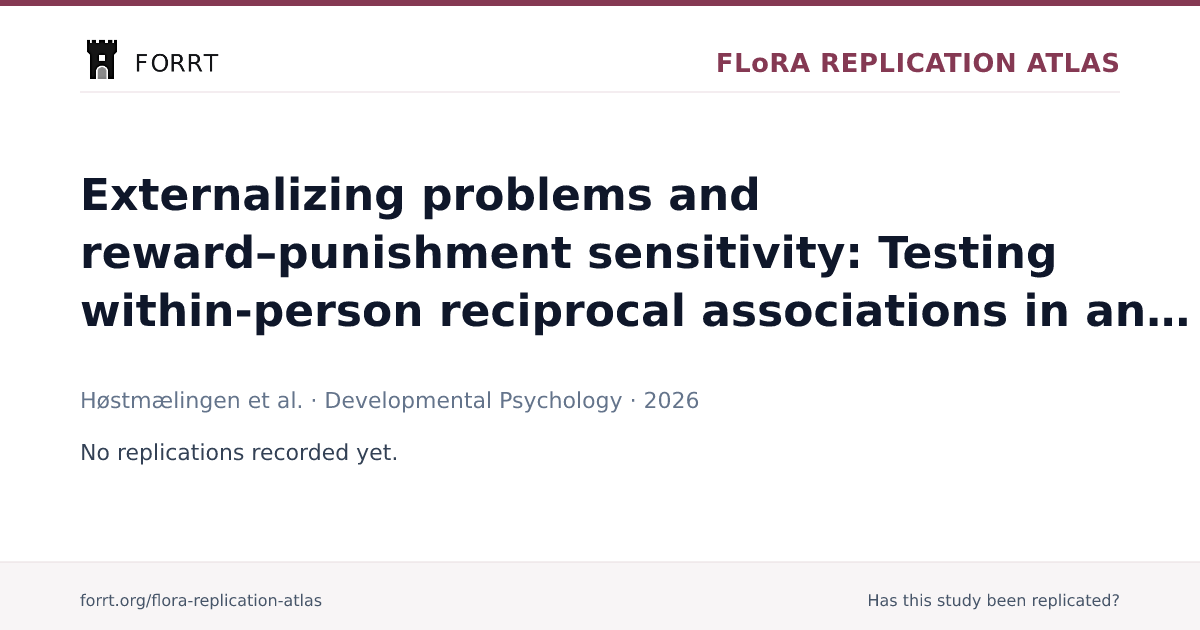 FORRT
FLoRA REPLICATION ATLAS
Externalizing problems and
reward–punishment sensitivity: Testing
within-person reciprocal associations in an…
Høstmælingen et al. · Developmental Psychology · 2026
No replications recorded yet.
forrt.org/flora-replication-atlas
Has this study been replicated?